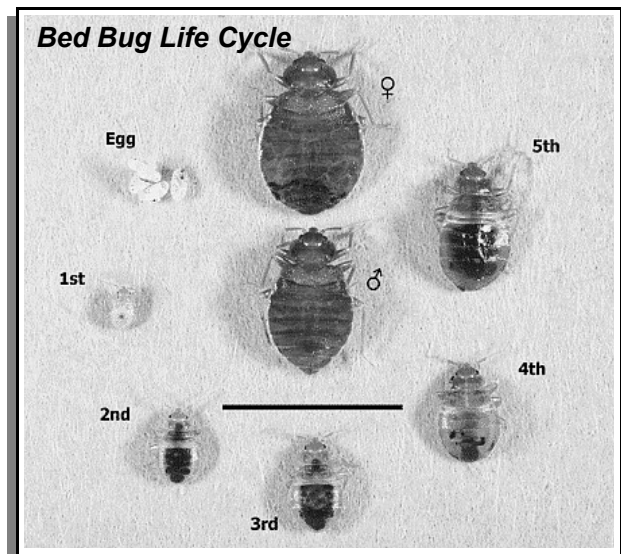 Bed Bug Life Cycle
♀
Egg
5th
1st
♂
4th
2nd
3rd